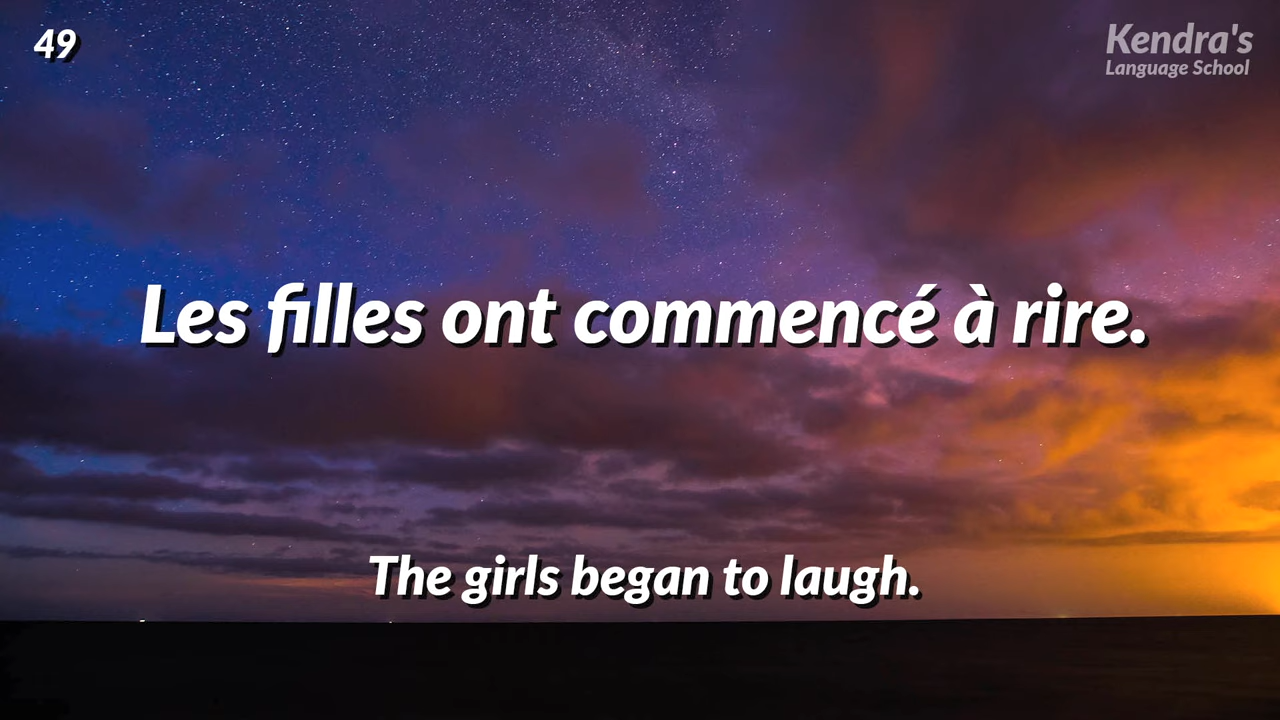 49
Kendra's
Language School
Les filles ont commencé à rire.
The girls began to laugh.